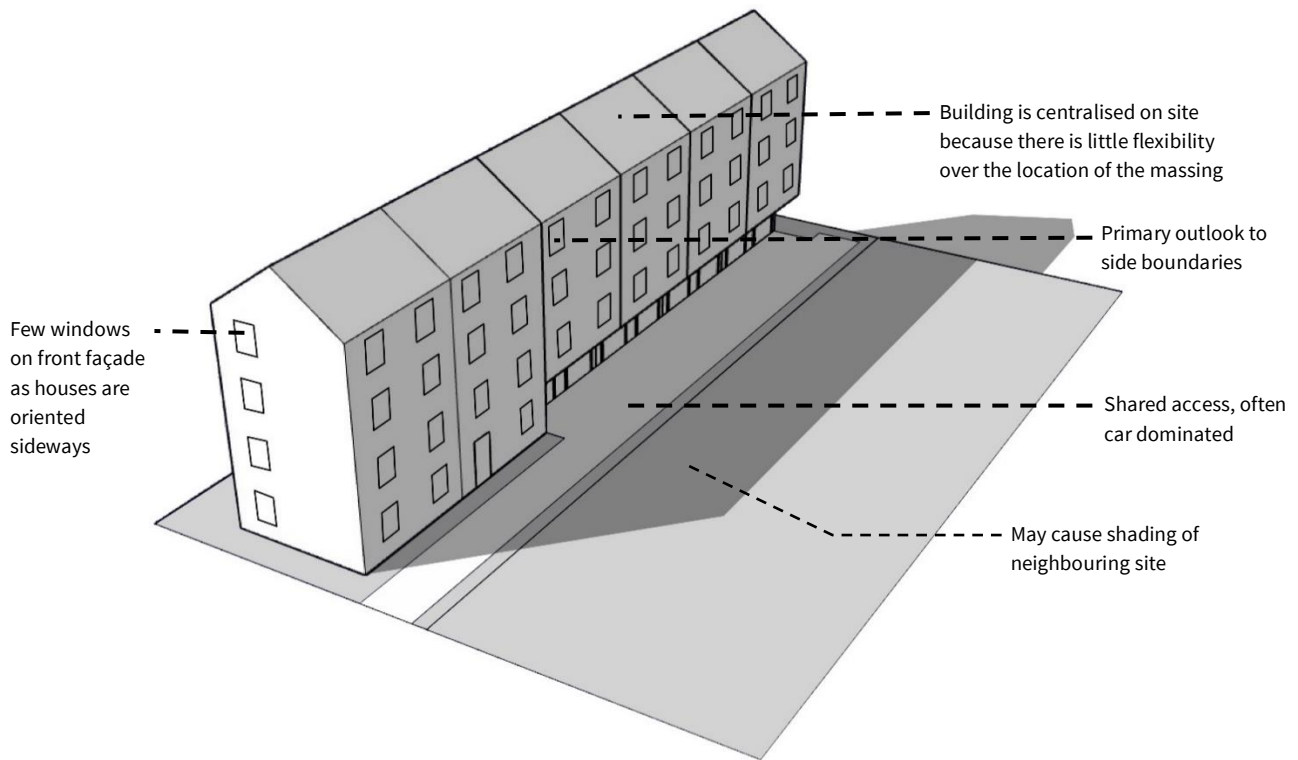 Building is centralised on site
because there is little flexibility
over the location of the massing
Primary outlook to
side boundaries
Few windows
on front façade
as houses are
oriented
sideways
Shared access, often
car dominated
May cause shading of
neighbouring site